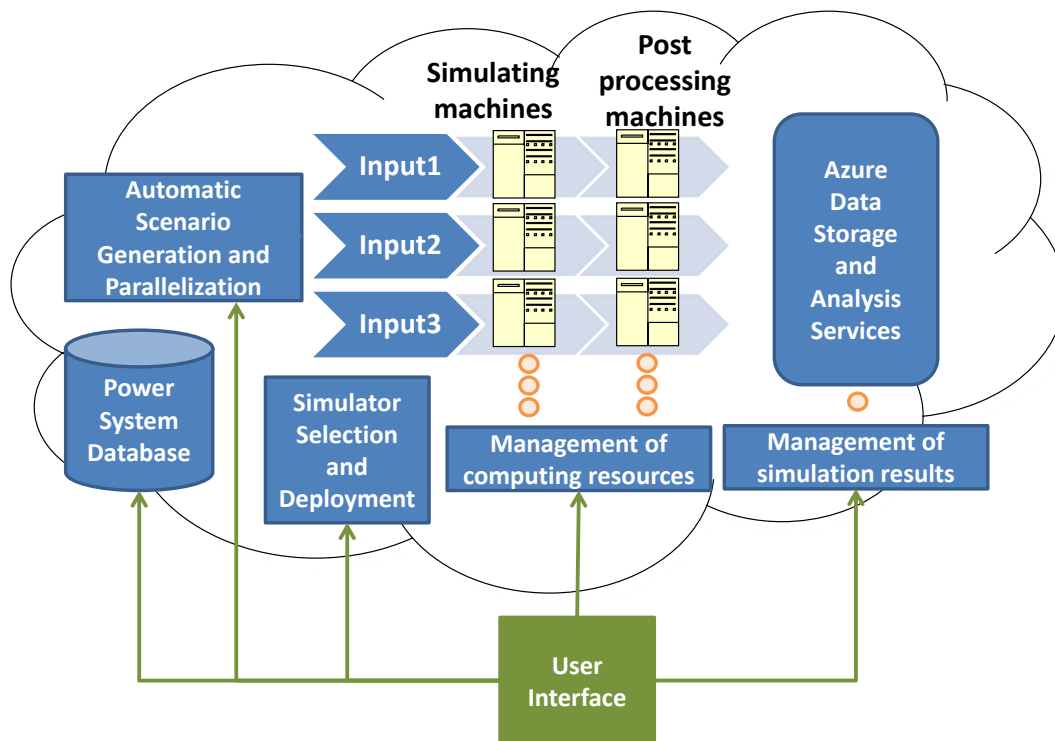 Simulating
machines
Post
processing
machines
Input1
Input2
Input3
Automatic
Scenario
Generation and
Parallelization
Azure
Data
Storage
and
Analysis
Services
Power
System
Database
Simulator
Selection
and
Deployment
Management of
computing resources
Management of
simulation results
User
Interface